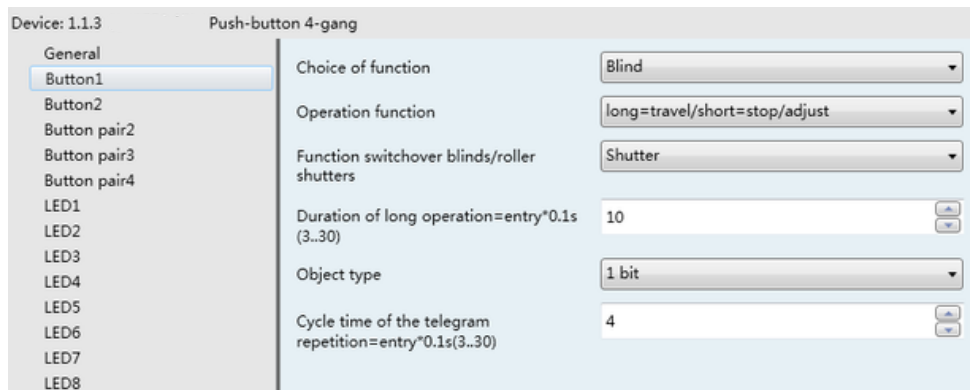 Device: 1.1.3 Push-button 4-gang
General
Button1
Button2
Button pair2
Button pair3
Button pair4
LED1
LED2
LED3
LED4
LED5
LED6
LED7
LED8
Choice of function Blind
Operation function long=travel/short=stop/adjust
Function switchover blinds/roller Shutter
shutters
Duration of long operation=entry*0.1s 10
(3..30)
Object type 1 bit
Cycle time of the telegram 4
repetition=entry*0.1s(3..30)